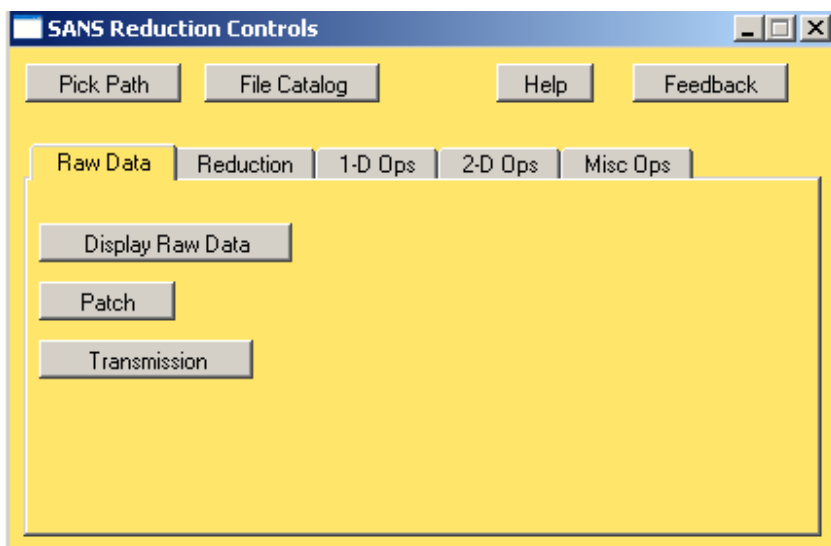 SANS Reduction Controls
Pick Path File Catalog Help Feedback
Raw Data Reduction 1-D Ops 2-D Ops Misc Ops
Display Raw Data
Patch
Transmission